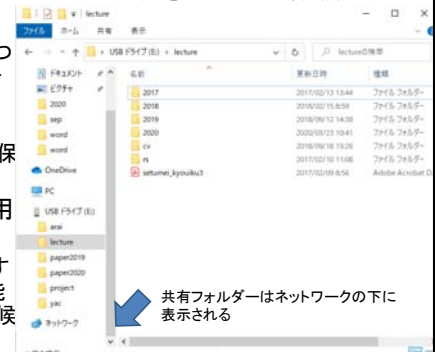 lecture
ファイル ホーム 共有 表示
USB ドライブ (E:) › lecture
lectureの検索
つ
保
用
す
能
候
ドキュメント
ピクチャ
2020
sep
word
word
OneDrive
PC
USB ドライブ (E:)
arai
lecture
paper2019
paper2020
project
yac
ネットワーク
名前 更新日時 種類
2017 2017/02/13 13:44 ファイル フォルダー
2018 2018/02/15 8:59 ファイル フォルダー
2019 2018/09/12 14:38 ファイル フォルダー
2020 2020/03/23 10:41 ファイル フォルダー
cv 2018/09/18 15:26 ファイル フォルダー
rs 2017/02/10 11:08 ファイル フォルダー
setumei_kyouiku3 2017/02/09 8:56 Adobe Acrobat D
共有フォルダーはネットワークの下に
表示される